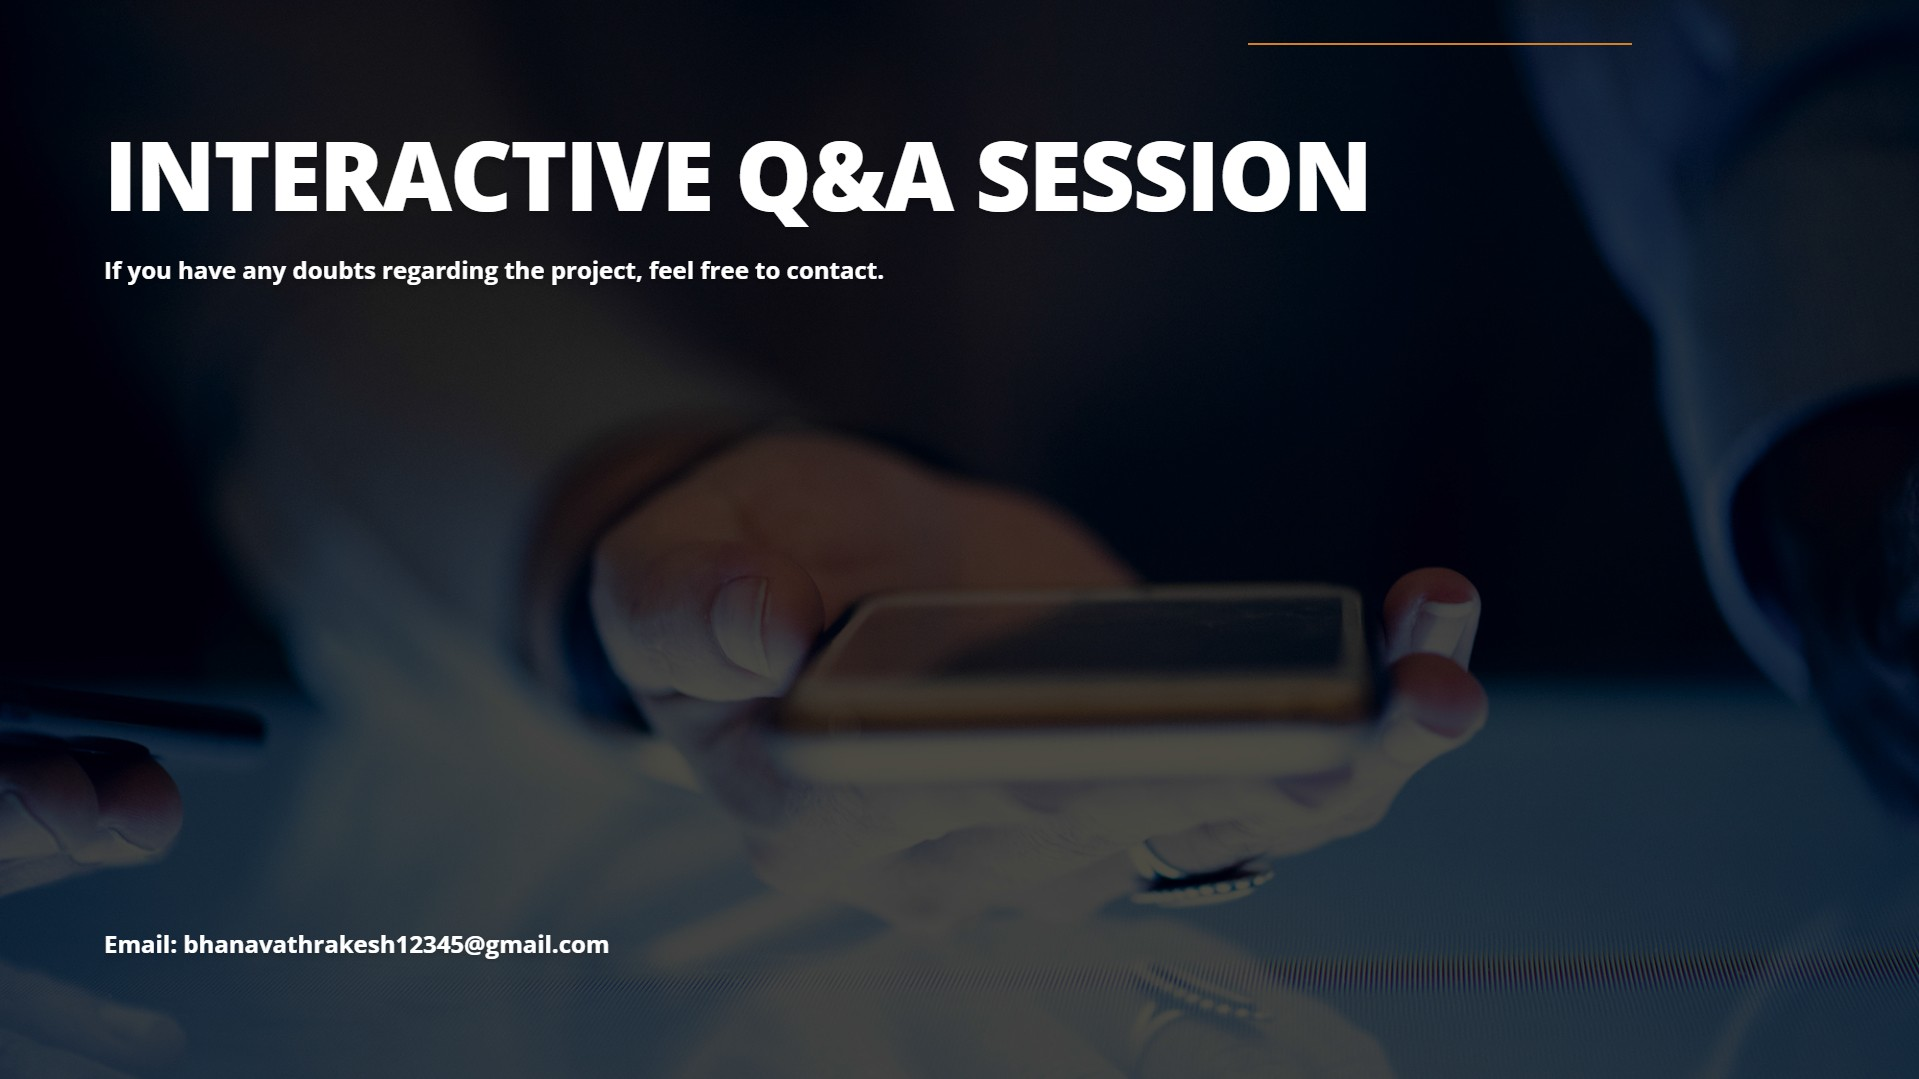 INTERACTIVE Q&A SESSION
If you have any doubts regarding the project, feel free to contact.
Email: bhanavathrakesh12345@gmail.com